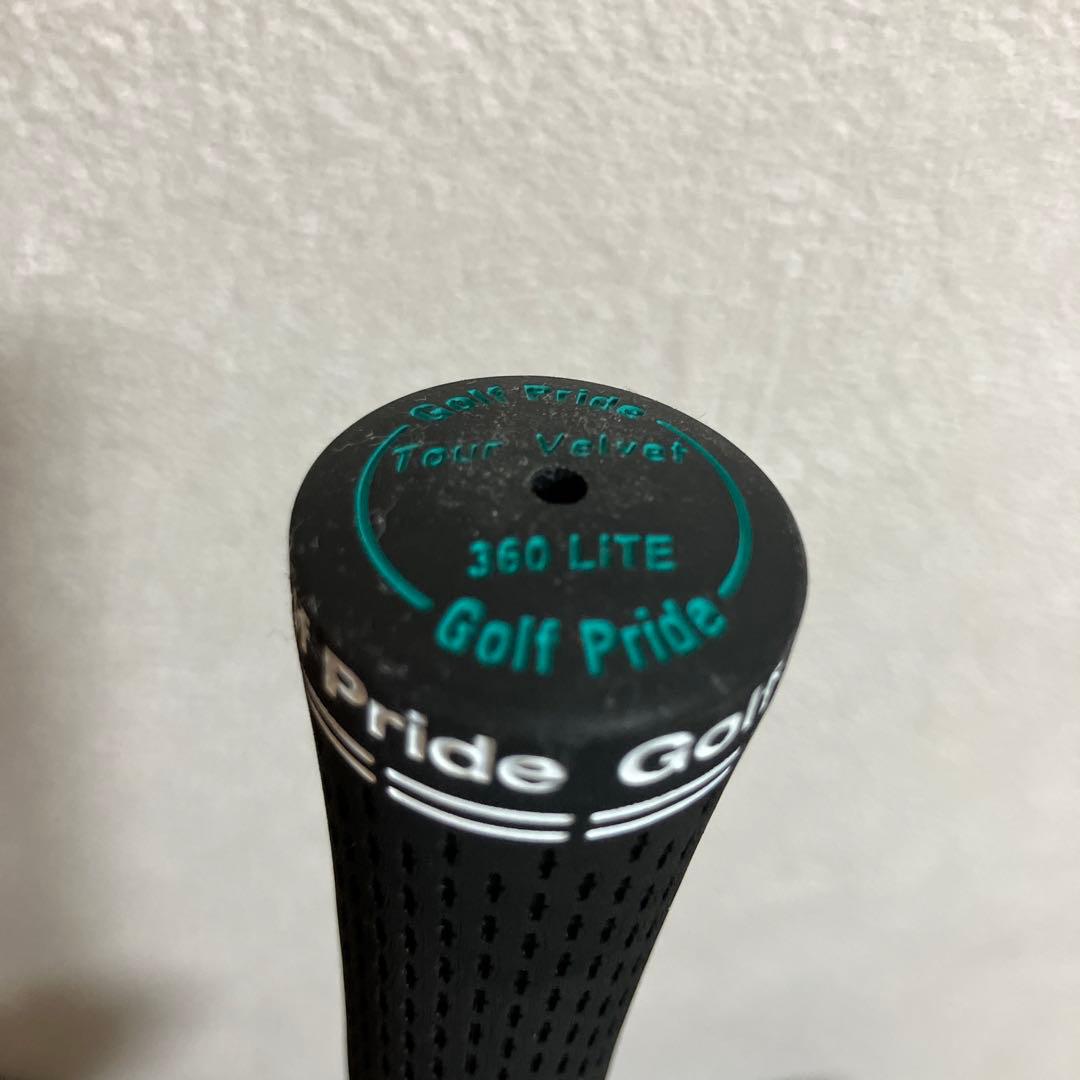 Golf Pride
Tour Velvet
360 LiTE
Golf Pride
f Pride Golf